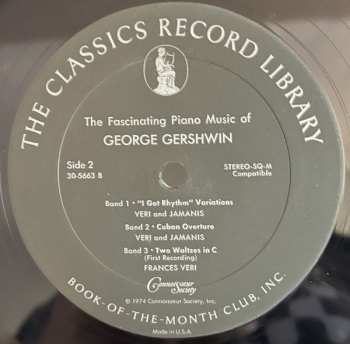 THE CLASSICS RECORD LIBRARY
The Fascinating Piano Music of
GEORGE GERSHWIN
Side 2
30-5663 B
STEREO-SQ-M
Compatible
Band 1 • "I Got Rhythm" Variations
VERI and JAMANIS
Band 2 • Cuban Overture
VERI and JAMANIS
Band 3 • Two Waltzes in C
(First Recording)
FRANCES VERI
Connoisseur
Society
© 1974 Connoisseur Society, Inc.
BOOK-OF-THE-MONTH CLUB, INC.
Made in U.S.A.